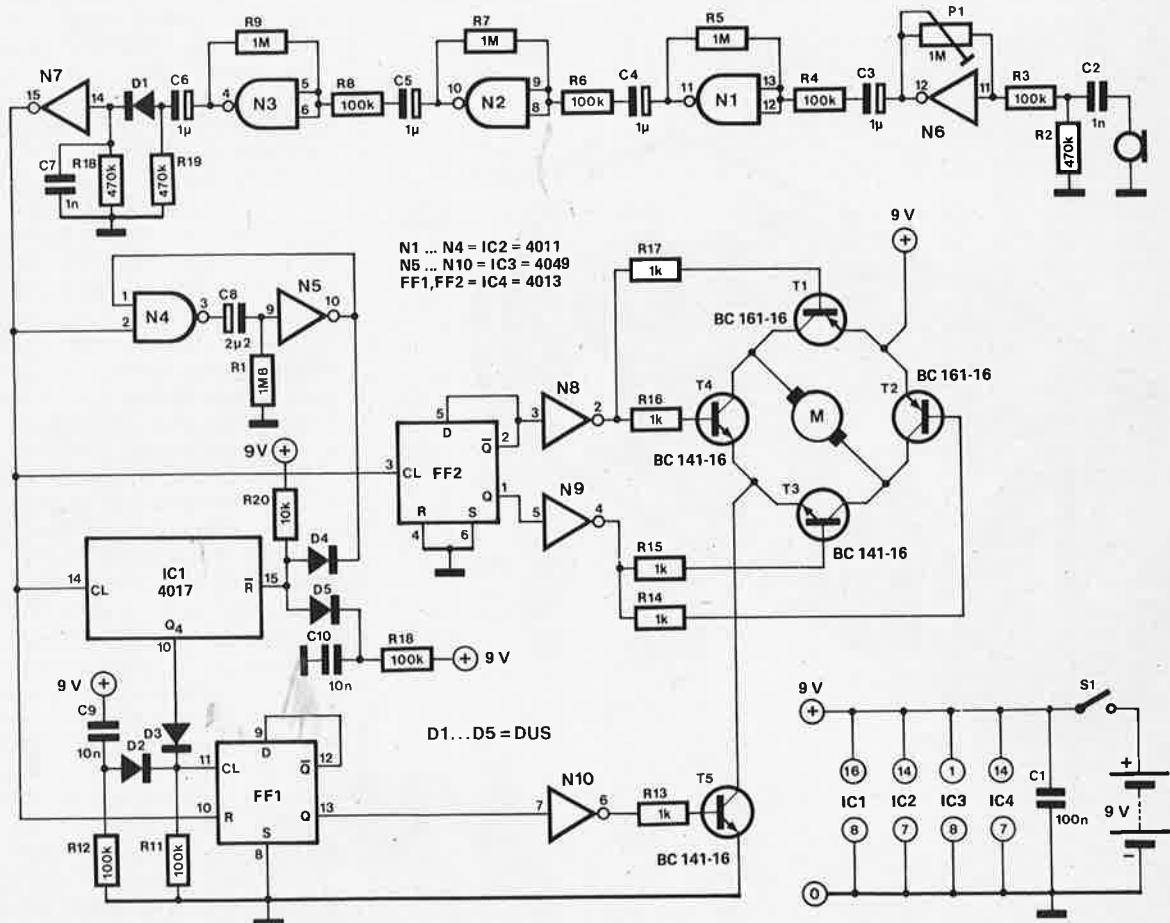 R9
1M
R7
1M
R5
1M
P1
1M
N7
15
14
D1
C6
1µ
4
N3
5
6
R8
100k
C5
1µ
10
N2
9
8
R6
100k
C4
1µ
11
N1
13
12
R4
100k
C3
1µ
12
N6
11
R3
100k
C2
1n
R2
470k
C7
1n
R18
470k
R19
470k
N1 ... N4 = IC2 = 4011
N5 ... N10 = IC3 = 4049
FF1,FF2 = IC4 = 4013
1
2
N4
3
C8
2µ2
9
N5
10
R1
1M8
R17
1k
9 V
T1
BC 161-16
BC 161-16
T4
T2
M
BC 141-16
T3
BC 141-16
N8
3
2
R16
1k
5
D
Q
2
3
CL
FF2
Q
1
R
S
4
6
N9
5
4
R15
1k
R14
1k
9 V
R20
10k
D4
14
CL
IC1
4017
R
15
D5
Q4
10
C10
10n
R18
100k
9 V
9 V
C9
10n
D3
D2
9
D
Q
12
11
CL
FF1
10
R
Q
13
S
8
R12
100k
R11
100k
D1...D5 = DUS
N10
7
6
R13
1k
T5
BC 141-16
9 V
S1
16
14
1
14
IC1
IC2
IC3
IC4
8
7
8
7
C1
100n
+
9 V
−
0